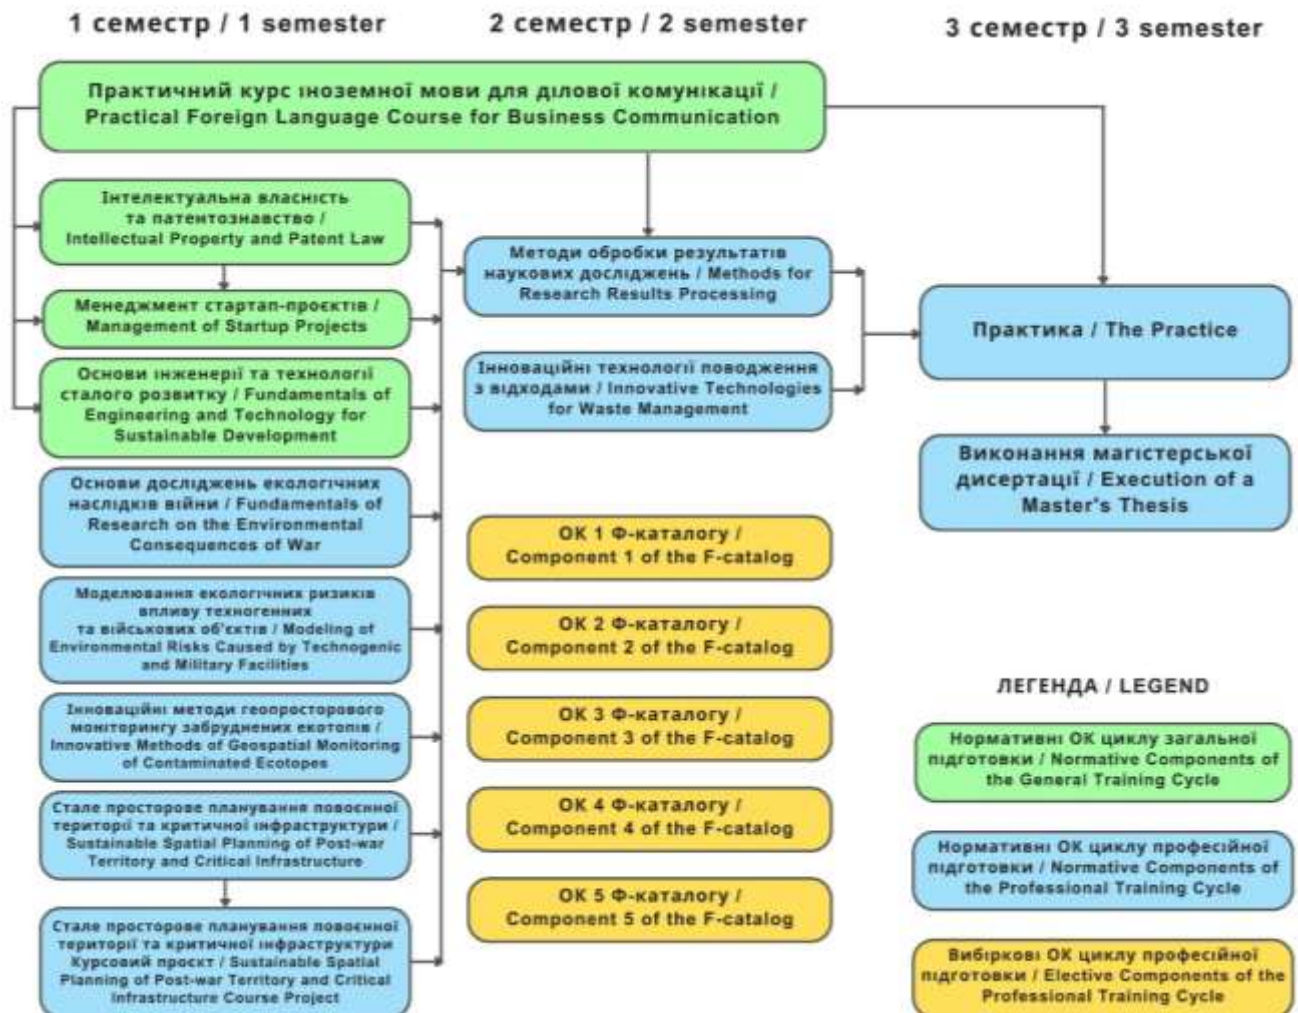 1 семестр / 1 semester
2 семестр / 2 semester
3 семестр / 3 semester
Практичний курс іноземної мови для ділової комунікації /
Practical Foreign Language Course for Business Communication
Інтелектуальна власність
та патентознавство /
Intellectual Property and Patent Law
Менеджмент стартап-проєктів /
Management of Startup Projects
Основи інженерії та технології
сталого розвитку / Fundamentals of
Engineering and Technology for
Sustainable Development
Основи досліджень екологічних
наслідків війни / Fundamentals of
Research on the Environmental
Consequences of War
Моделювання екологічних ризиків
впливу техногенних
та військових об'єктів / Modeling of
Environmental Risks Caused by Technogenic
and Military Facilities
Інноваційні методи геопросторового
моніторингу забруднених екотопів /
Innovative Methods of Geospatial Monitoring
of Contaminated Ecotopes
Стале просторове планування повоєнної
території та критичної інфраструктури /
Sustainable Spatial Planning of Post-war
Territory and Critical Infrastructure
Стале просторове планування повоєнної
території та критичної інфраструктури
Курсовий проєкт / Sustainable Spatial
Planning of Post-war Territory and Critical
Infrastructure Course Project
Методи обробки результатів
наукових досліджень / Methods for
Research Results Processing
Інноваційні технології поводження
з відходами / Innovative Technologies
for Waste Management
ОК 1 Ф-каталогу /
Component 1 of the F-catalog
ОК 2 Ф-каталогу /
Component 2 of the F-catalog
ОК 3 Ф-каталогу /
Component 3 of the F-catalog
ОК 4 Ф-каталогу /
Component 4 of the F-catalog
ОК 5 Ф-каталогу /
Component 5 of the F-catalog
Практика / The Practice
Виконання магістерської
дисертації / Execution of a
Master's Thesis
ЛЕГЕНДА / LEGEND
Нормативні ОК циклу загальної
підготовки / Normative Components of
the General Training Cycle
Нормативні ОК циклу професійної
підготовки / Normative Components of
the Professional Training Cycle
Вибіркові ОК циклу професійної
підготовки / Elective Components of the
Professional Training Cycle